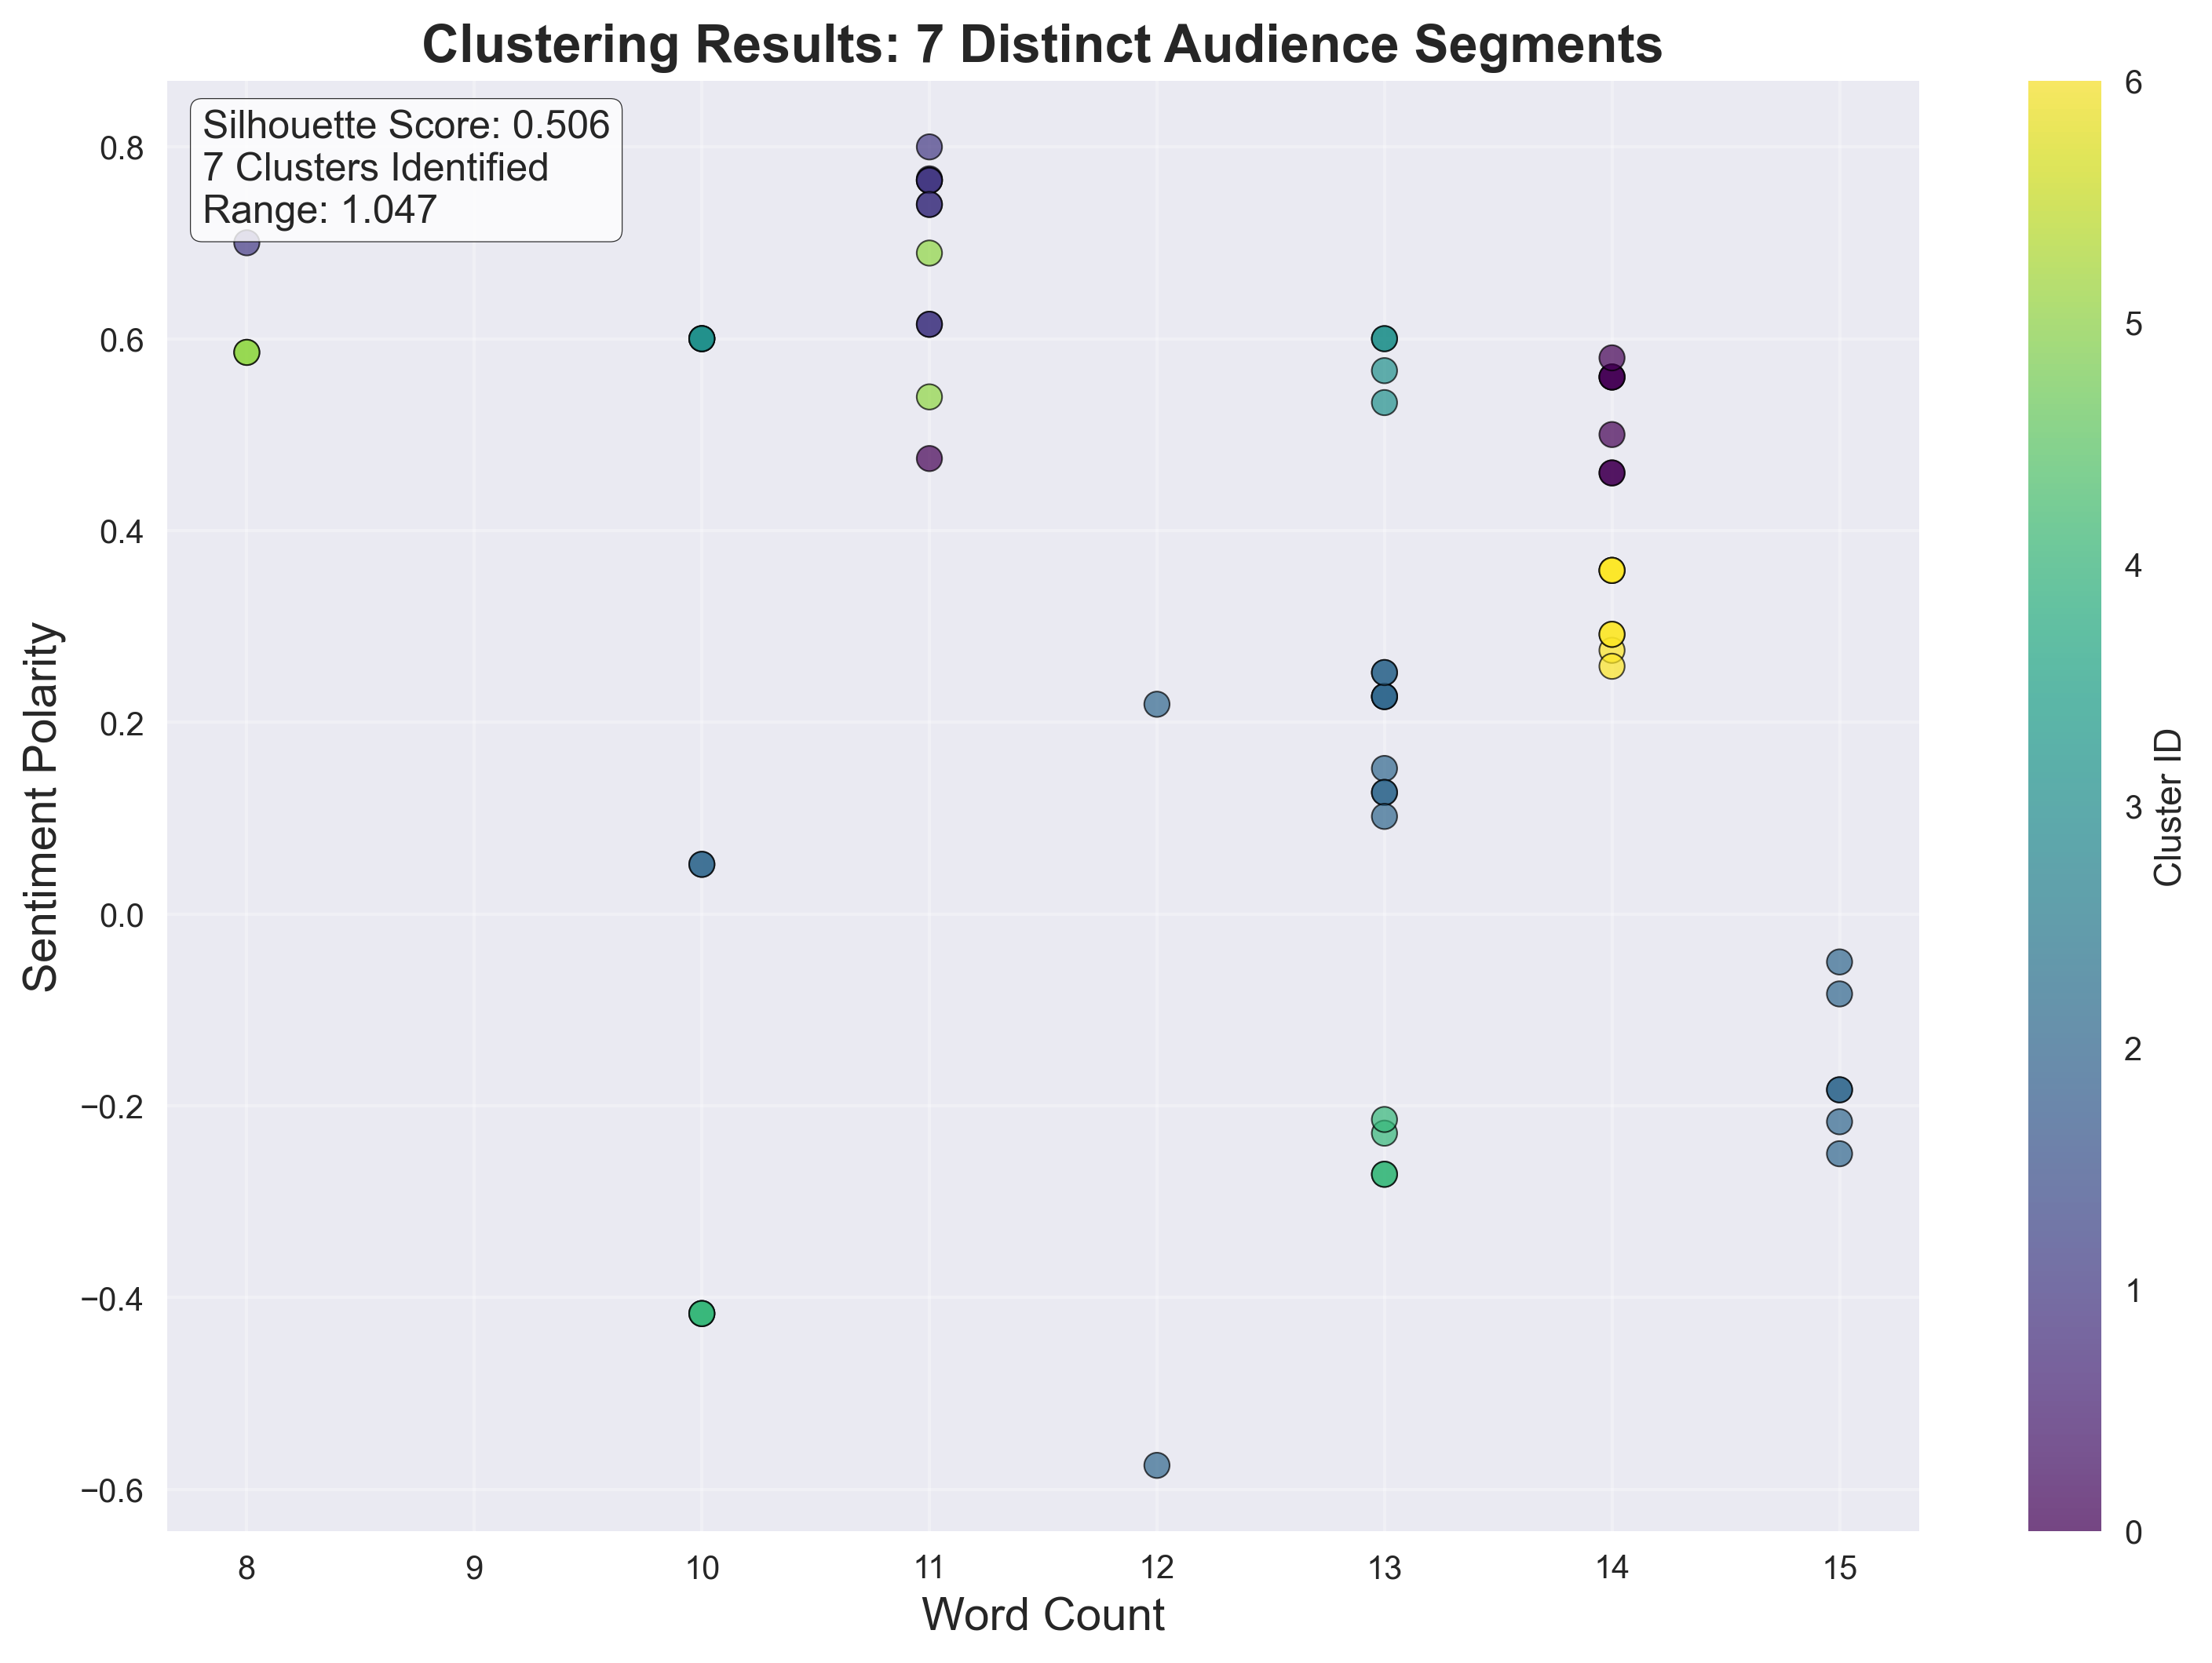 Clustering Results: 7 Distinct Audience Segments
Silhouette Score: 0.506
7 Clusters Identified
Range: 1.047
Sentiment Polarity
0.8
0.6
0.4
0.2
0.0
−0.2
−0.4
−0.6
8 9 10 11 12 13 14 15
Word Count
6
5
4
3
2
1
0
Cluster ID